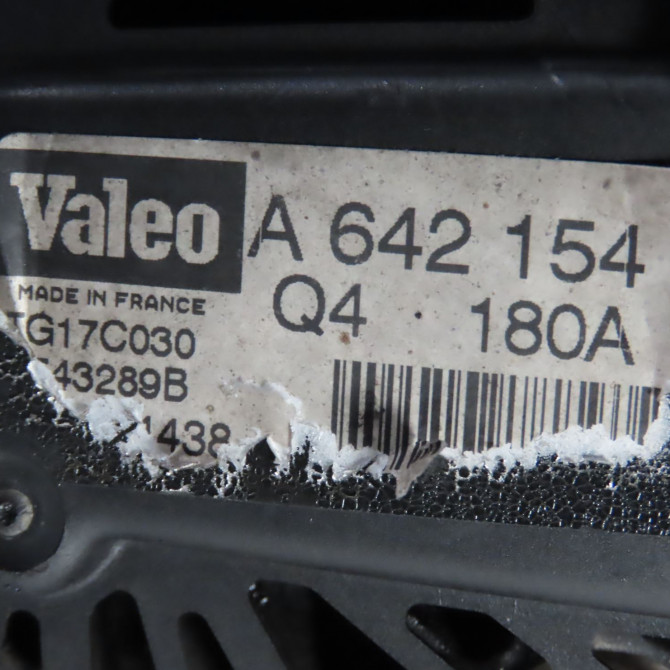 Valeo A 642 154
MADE IN FRANCE Q4 180A
TG17C030
43289B
1438